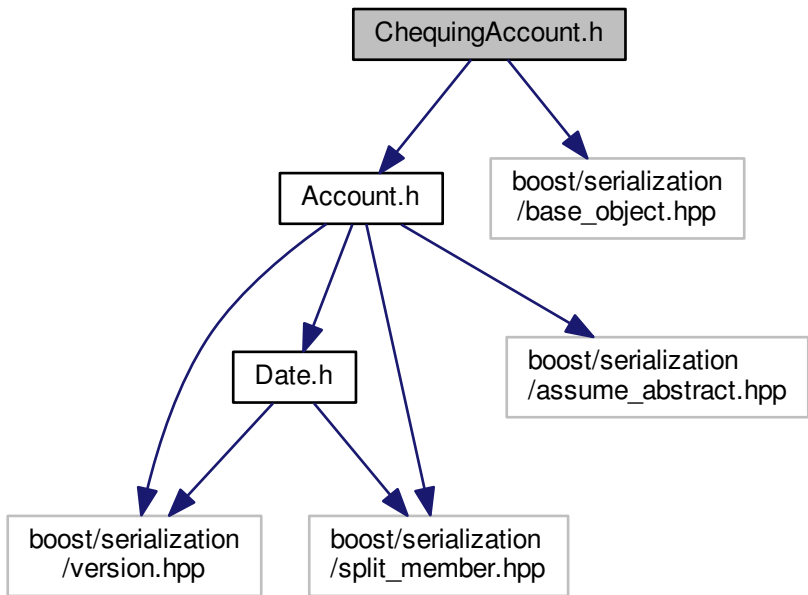 ChequingAccount.h
Account.h
boost/serialization
/base_object.hpp
Date.h
boost/serialization
/assume_abstract.hpp
boost/serialization
/version.hpp
boost/serialization
/split_member.hpp